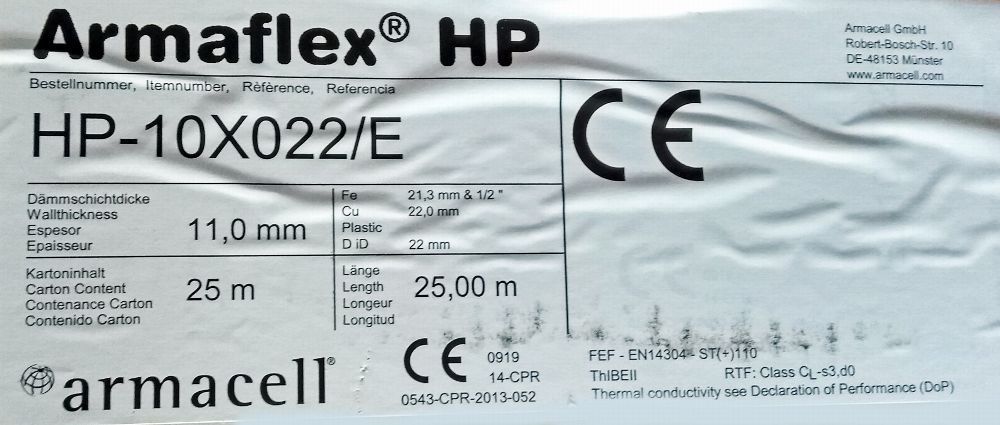 Armaflex® HP
Armacell GmbH
Robert-Bosch-Str. 10
DE-48153 Münster
www.armacell.com
Bestellnummer, Itemnumber, Rèfèrence, Referencia
HP-10X022/E
CE
Dämmschichtdicke
Wallthickness
Espesor
Epaisseur
11,0 mm
Fe 21,3 mm & 1/2 "
Cu 22,0 mm
Plastic
D iD 22 mm
Kartoninhalt
Carton Content
Contenance Carton
Contenido Carton
25 m
Länge
Length
Longeur
Longitud
25,00 m
armacell®
CE 0919
14-CPR
0543-CPR-2013-052
FEF - EN14304 - ST(+)110
ThIBEII RTF: Class CL-s3,d0
Thermal conductivity see Declaration of Performance (DoP)